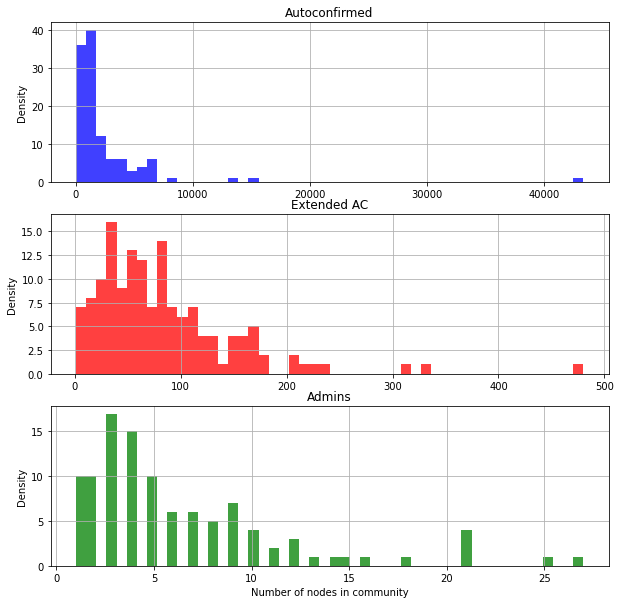 Autoconfirmed
40
30
20
10
0
Density
0 10000 20000 30000 40000
Extended AC
15.0
12.5
10.0
7.5
5.0
2.5
0.0
Density
0 100 200 300 400 500
Admins
15
10
5
0
Density
0 5 10 15 20 25
Number of nodes in community